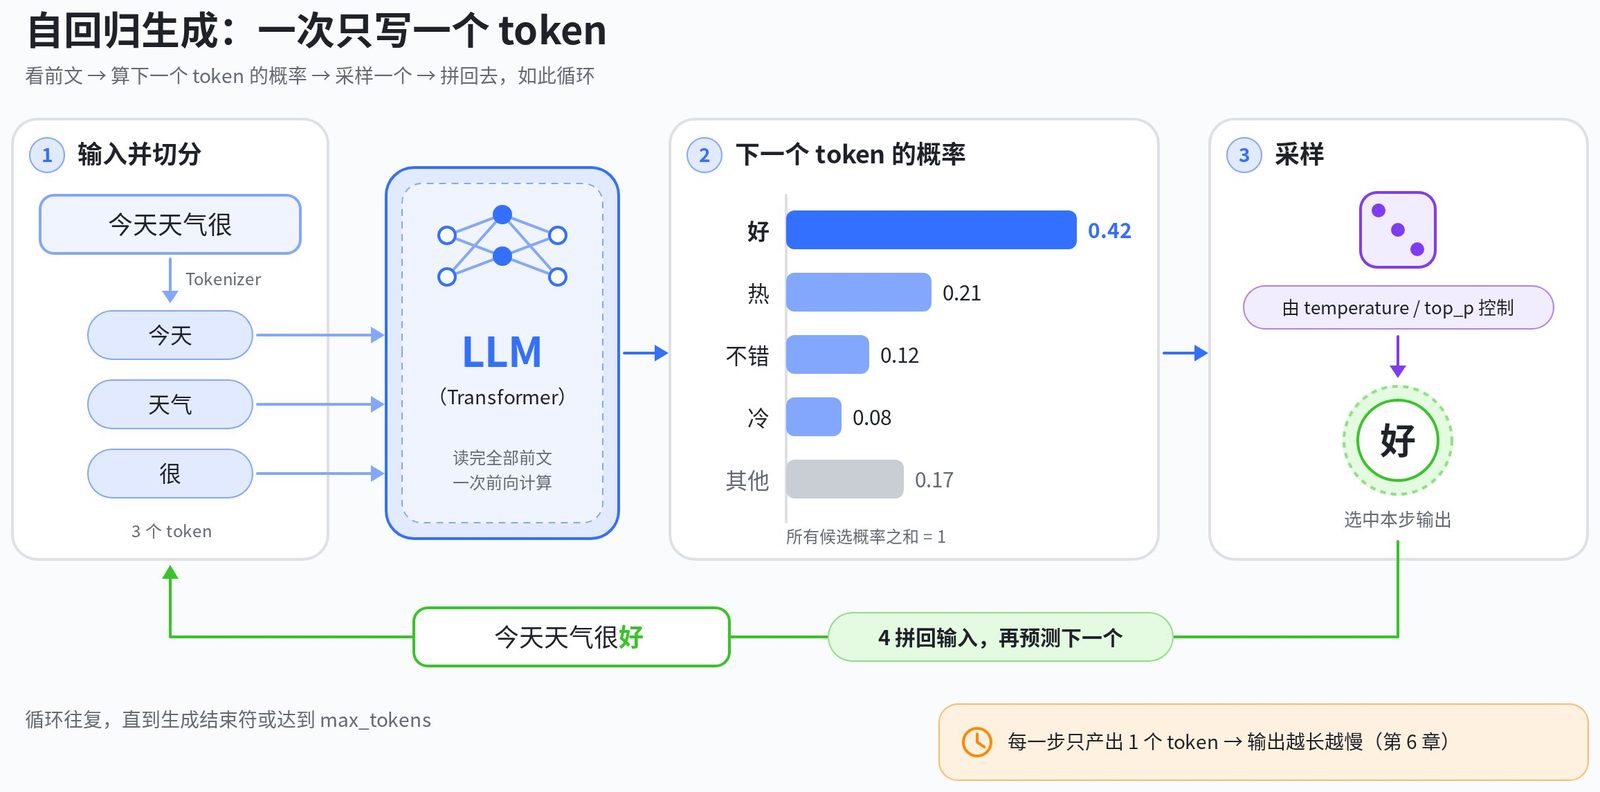 自回归生成：一次只写一个 token
看前文 → 算下一个 token 的概率 → 采样一个 → 拼回去，如此循环
1 输入并切分
今天天气很
Tokenizer
今天
天气
很
3 个 token
LLM
（Transformer）
读完全部前文
一次前向计算
2 下一个 token 的概率
好 0.42
热 0.21
不错 0.12
冷 0.08
其他 0.17
所有候选概率之和 = 1
3 采样
由 temperature / top_p 控制
好
选中本步输出
今天天气很好
4 拼回输入，再预测下一个
循环往复，直到生成结束符或达到 max_tokens
每一步只产出 1 个 token → 输出越长越慢（第 6 章）